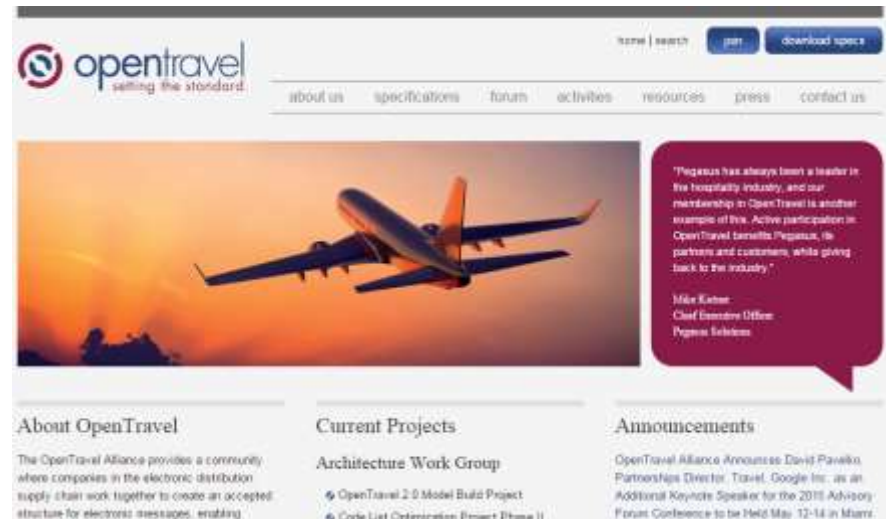 opentravel
setting the standard.
home | search
join
download specs
about us
specifications
forum
activities
resources
press
contact us
"Pegasus has always been a leader in
the hospitality industry, and our
membership in OpenTravel is another
example of this. Active participation in
OpenTravel benefits Pegasus, its
partners and customers, while giving
back to the industry."
Mike Kistner
Chief Executive Officer
Pegasus Solutions
About OpenTravel
The OpenTravel Alliance provides a community
where companies in the electronic distribution
supply chain work together to create an accepted
structure for electronic messages, enabling
Current Projects
Architecture Work Group
OpenTravel 2.0 Model Build Project
Code List Optimization Project Phase II
Announcements
OpenTravel Alliance Announces David Pavelko,
Partnerships Director, Travel, Google Inc. as an
Additional Keynote Speaker for the 2015 Advisory
Forum Conference to be Held May 12-14 in Miami